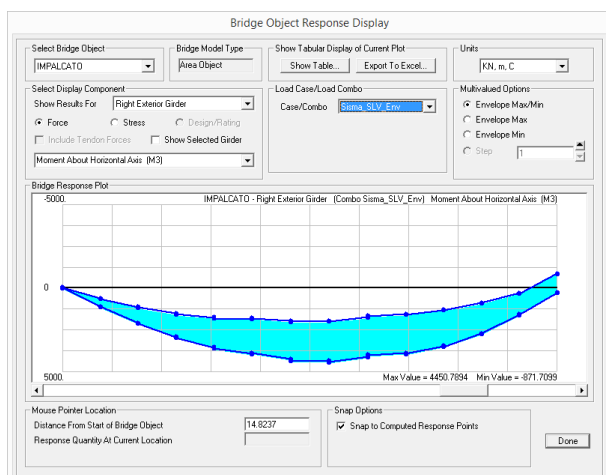 Bridge Object Response Display
Select Bridge Object
IMPALCATO
Bridge Model Type
Area Object
Show Tabular Display of Current Plot
Show Table...
Export To Excel...
Units
KN, m, C
Select Display Component
Show Results For
Right Exterior Girder
Force
Stress
Design/Rating
Include Tendon Forces
Show Selected Girder
Moment About Horizontal Axis (M3)
Load Case/Load Combo
Case/Combo
Sisma_SLV_Env
Multivalued Options
Envelope Max/Min
Envelope Max
Envelope Min
Step
1
Bridge Response Plot
-5000.
IMPALCATO - Right Exterior Girder (Combo Sisma_SLV_Env) Moment About Horizontal Axis (M3)
0
5000.
Max Value = 4450.7894 Min Value = -871.7099
Mouse Pointer Location
Distance From Start of Bridge Object
14.8237
Response Quantity At Current Location
Snap Options
Snap to Computed Response Points
Done